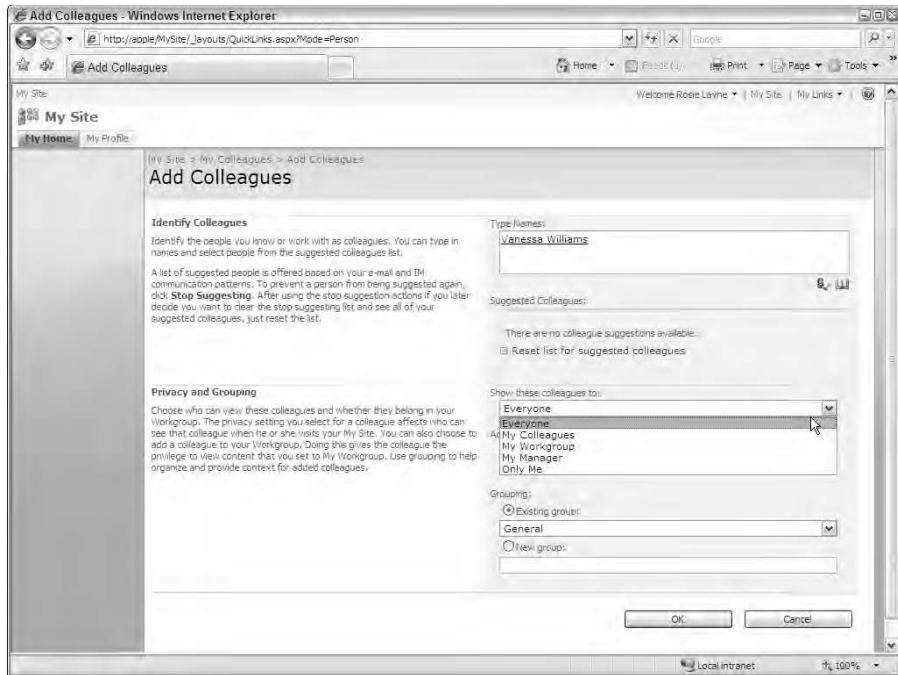 Add Colleagues - Windows Internet Explorer
http://apple/MySite/_layouts/QuickLinks.aspx?Mode=Person
Google
Add Colleagues
Home
Print
Page
Tools
My Site
Welcome Rosie Layne
My Site
My Links
My Site
My Home
My Profile
My Site > My Colleagues > Add Colleagues
Add Colleagues
Identify Colleagues
Identify the people you know or work with as colleagues. You can type in
names and select people from the suggested colleagues list.
A list of suggested people is offered based on your e-mail and IM
communication patterns. To prevent a person from being suggested again,
click Stop Suggesting. After using the stop suggestion actions if you later
decide you want to clear the stop suggesting list and see all of your
suggested colleagues, just reset the list.
Type Names:
Vanessa Williams
Suggested Colleagues:
There are no colleague suggestions available.
Reset list for suggested colleagues
Privacy and Grouping
Choose who can view these colleagues and whether they belong in your
Workgroup. The privacy setting you select for a colleague affects who can
see that colleague when he or she visits your My Site. You can also choose to
add a colleague to your Workgroup. Doing this gives the colleague the
privilege to view content that you set to My Workgroup. Use grouping to help
organize and provide context for added colleagues.
Show these colleagues to:
Everyone
Everyone
My Colleagues
My Workgroup
My Manager
Only Me
Grouping:
Existing group:
General
New group:
OK
Cancel
Local intranet
100%